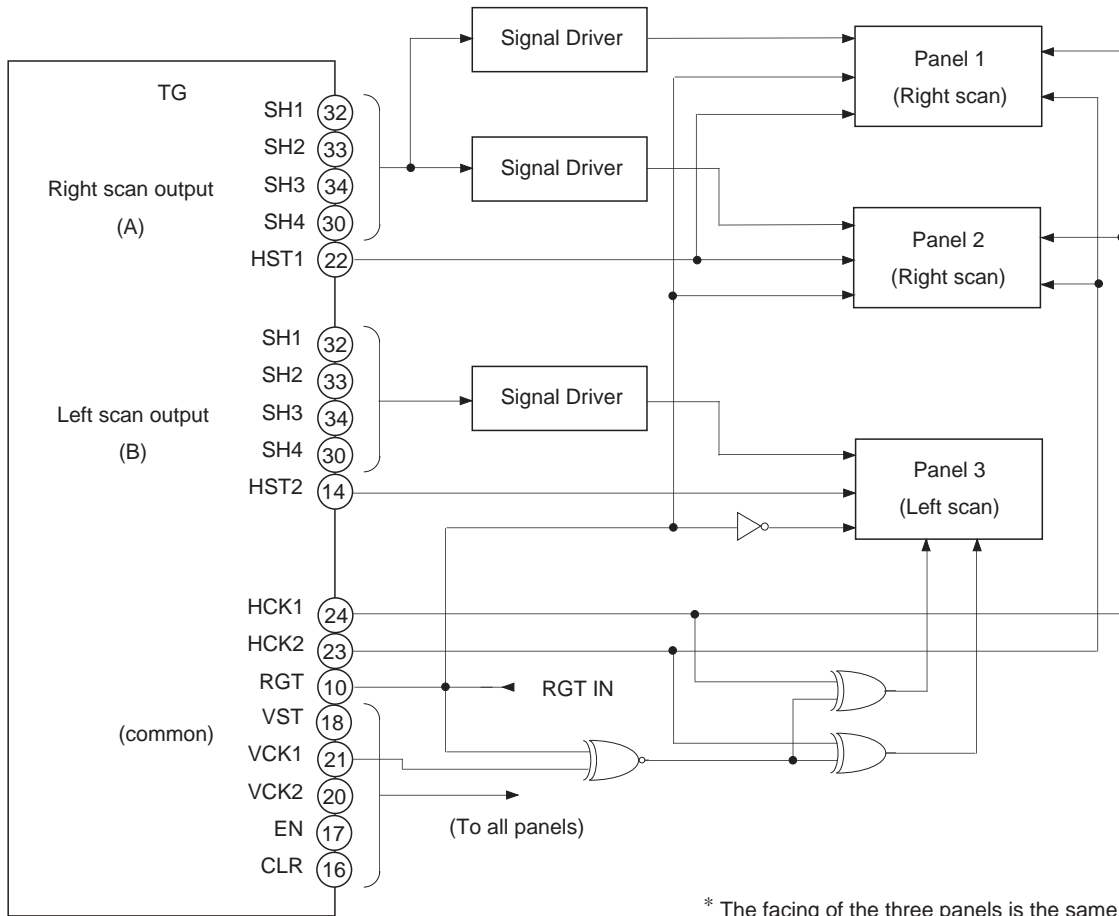 TG
Right scan output
(A)
SH1 32
SH2 33
SH3 34
SH4 30
HST1 22
Left scan output
(B)
SH1 32
SH2 33
SH3 34
SH4 30
HST2 14
(common)
HCK1 24
HCK2 23
RGT 10
VST 18
VCK1 21
VCK2 20
EN 17
CLR 16
Signal Driver
Signal Driver
Signal Driver
Panel 1
(Right scan)
Panel 2
(Right scan)
Panel 3
(Left scan)
RGT IN
(To all panels)
* The facing of the three panels is the same